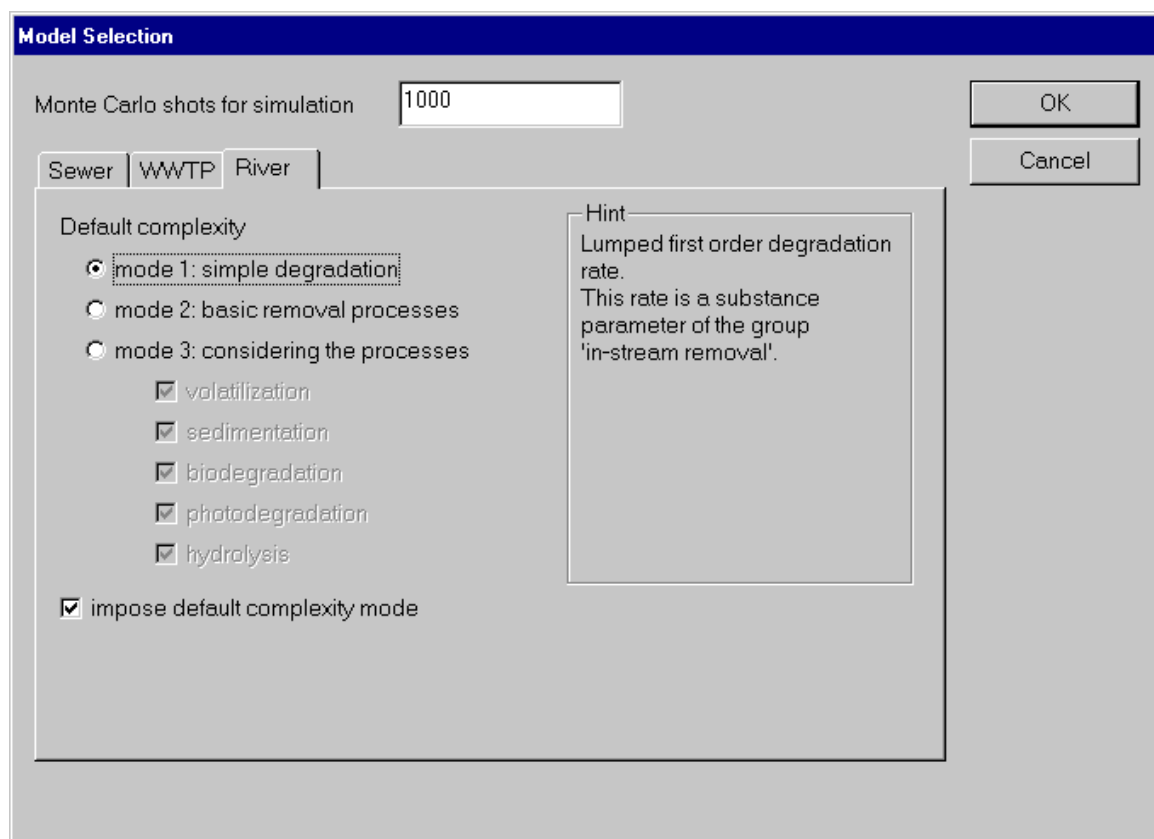 Model Selection
Monte Carlo shots for simulation 1000
OK
Cancel
Sewer WWTP River
Default complexity
mode 1: simple degradation
mode 2: basic removal processes
mode 3: considering the processes
volatilization
sedimentation
biodegradation
photodegradation
hydrolysis
impose default complexity mode
Hint
Lumped first order degradation
rate.
This rate is a substance
parameter of the group
'in-stream removal'.